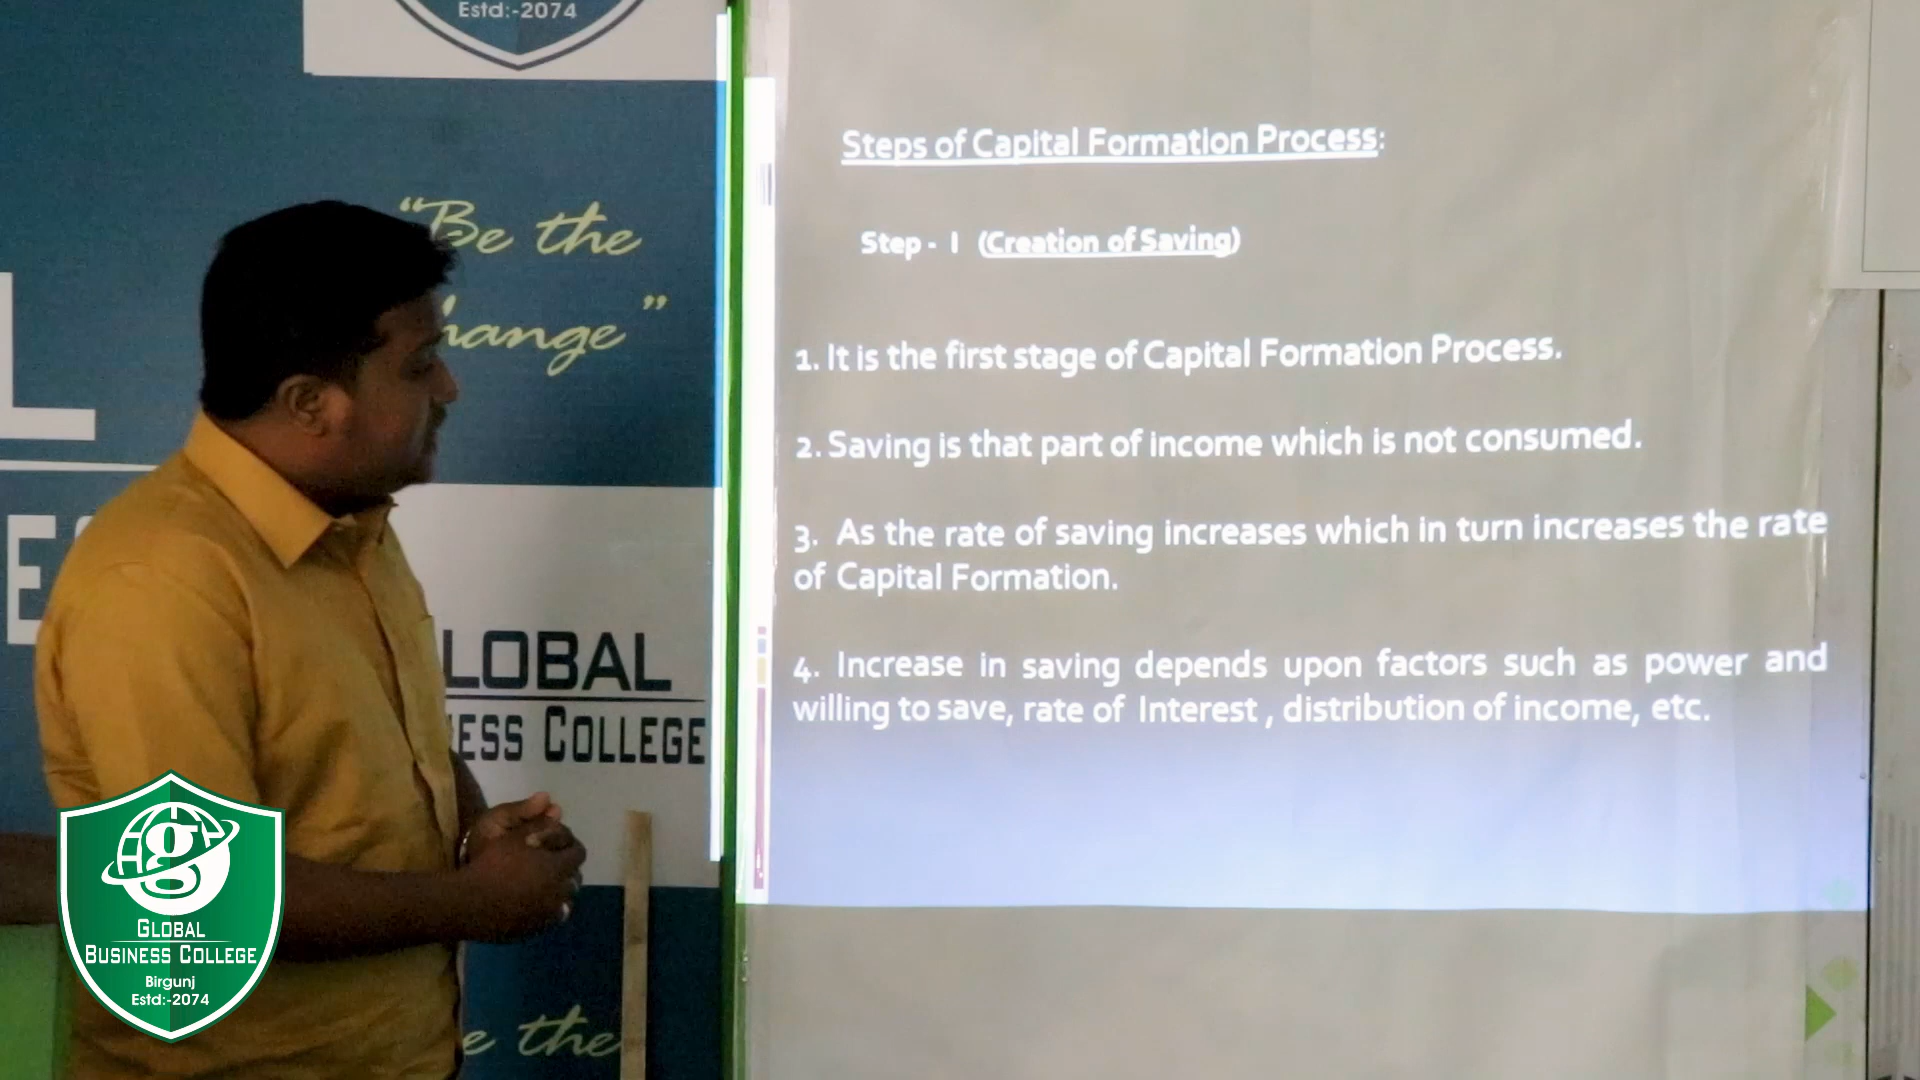 Estd:-2074
"Be the
hange"
L
E
LOBAL
ESS COLLEGE
e the
Steps of Capital Formation Process:
Step - I (Creation of Saving)
1. It is the first stage of Capital Formation Process.
2. Saving is that part of income which is not consumed.
3. As the rate of saving increases which in turn increases the rate
of Capital Formation.
4. Increase in saving depends upon factors such as power and
willing to save, rate of Interest , distribution of income, etc.
g
GLOBAL
BUSINESS COLLEGE
Birgunj
Estd:-2074